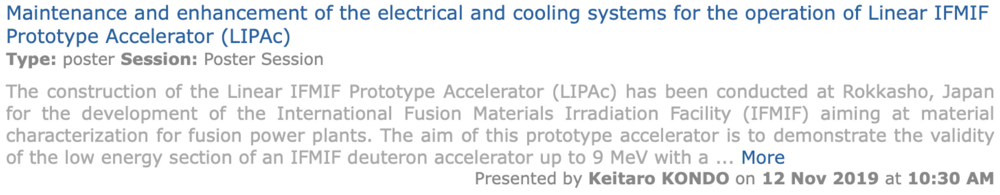 Maintenance and enhancement of the electrical and cooling systems for the operation of Linear IFMIF
Prototype Accelerator (LIPAc)
Type: poster Session: Poster Session
The construction of the Linear IFMIF Prototype Accelerator (LIPAc) has been conducted at Rokkasho, Japan
for the development of the International Fusion Materials Irradiation Facility (IFMIF) aiming at material
characterization for fusion power plants. The aim of this prototype accelerator is to demonstrate the validity
of the low energy section of an IFMIF deuteron accelerator up to 9 MeV with a ... More
Presented by Keitaro KONDO on 12 Nov 2019 at 10:30 AM